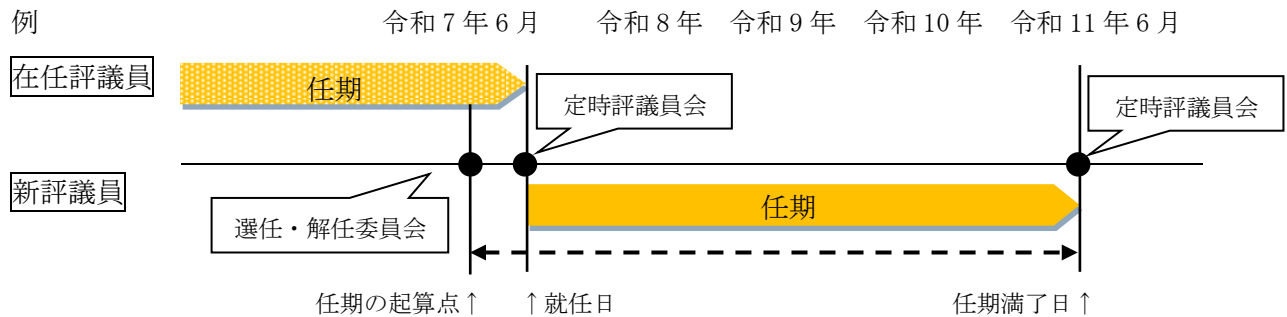 例
令和７年６月 令和８年 令和９年 令和10年 令和11年６月
在任評議員
任期
定時評議員会
定時評議員会
新評議員
任期
選任・解任委員会
任期の起算点↑ ↑就任日 任期満了日↑